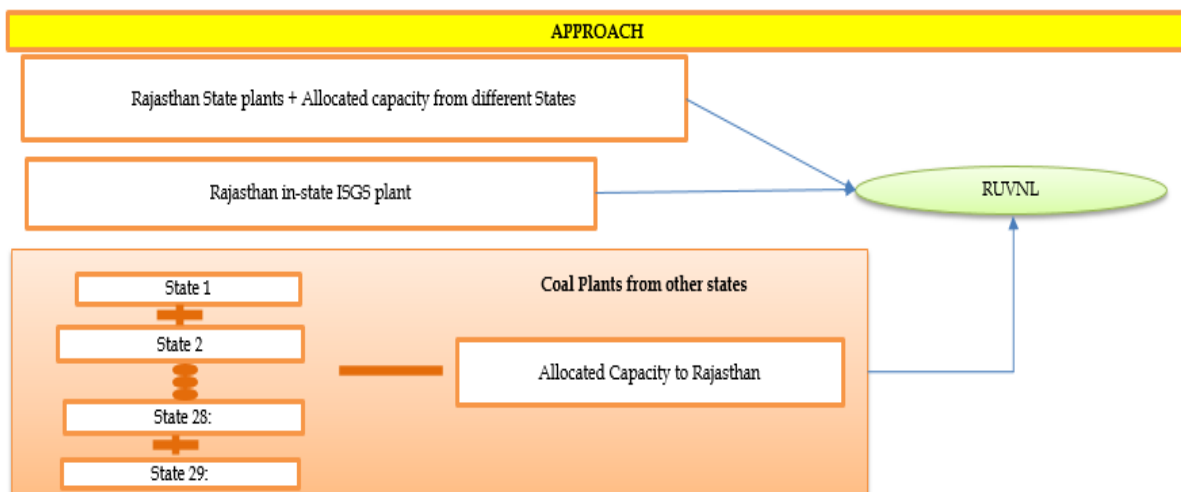 APPROACH
Rajasthan State plants + Allocated capacity from different States
Rajasthan in-state ISGS plant
RUVNL
Coal Plants from other states
State 1
State 2
Allocated Capacity to Rajasthan
State 28:
State 29: